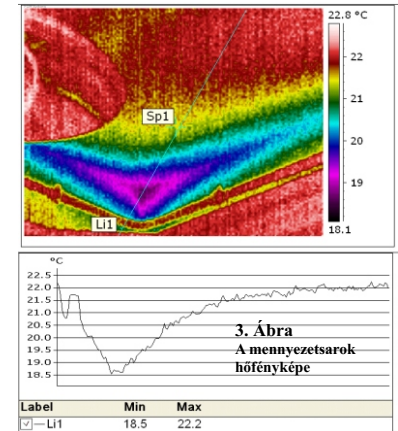 22.8 °C
22
21
20
19
18.1
Sp1
Li1
°C
22.5
22.0
21.5
21.0
20.5
20.0
19.5
19.0
18.5
3. Ábra
A mennyezetsarok
hőfényképe
Label Min Max
Li1 18.5 22.2